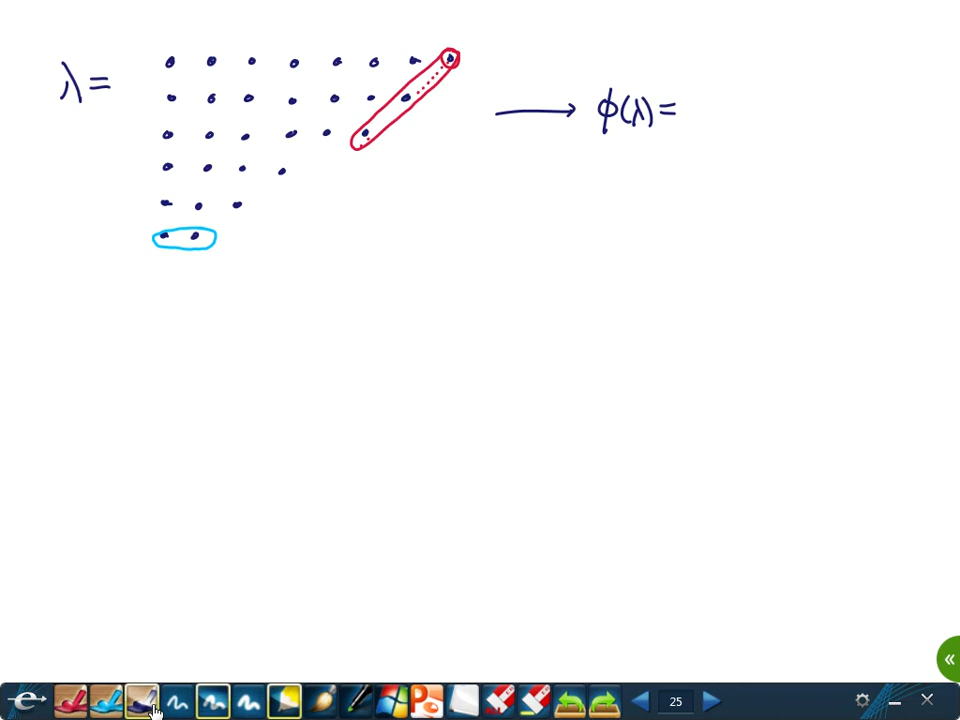 λ =
⟶ φ(λ) =
e
25
«